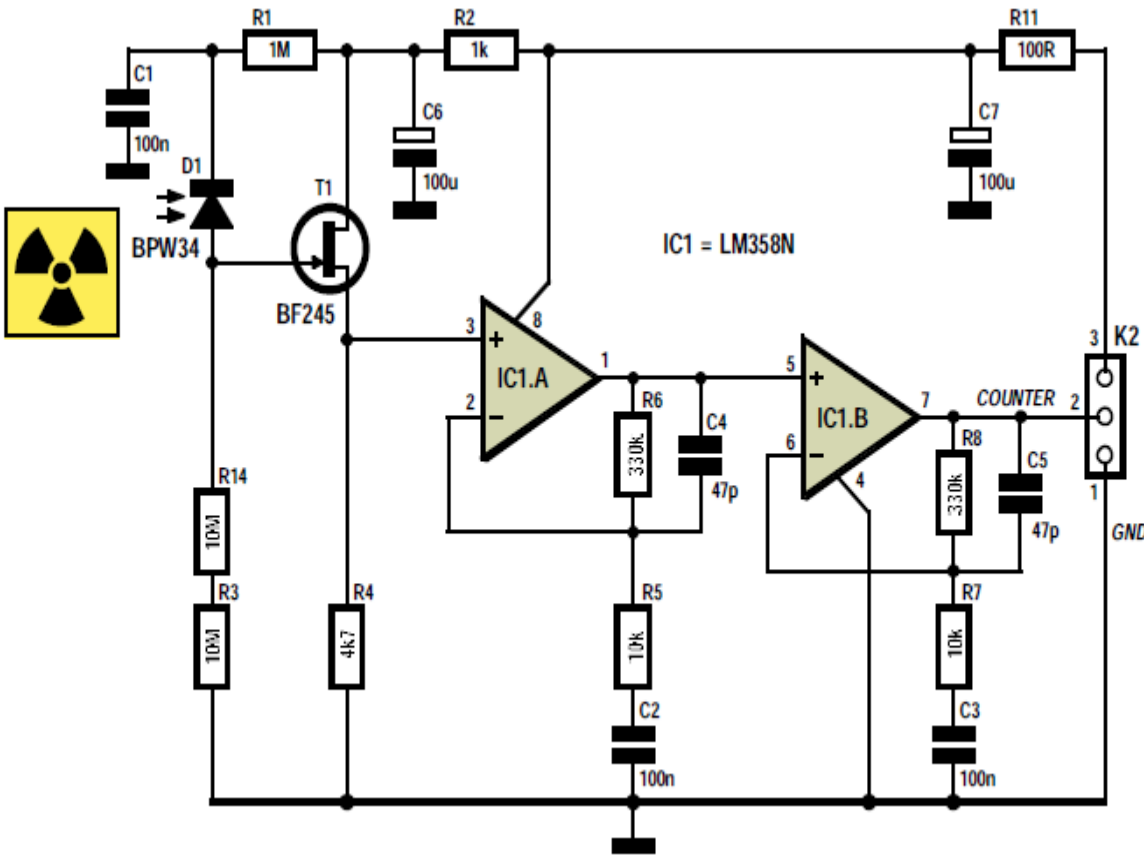 R1
1M
R2
1k
R11
100R
C1
100n
C6
100u
C7
100u
D1
BPW34
T1
BF245
IC1 = LM358N
3
+
8
IC1.A
2
–
1
R6
330k
C4
47p
5
+
IC1.B
6
–
4
7
COUNTER
2
3
K2
1
GND
R8
330k
C5
47p
R14
10M
R3
10M
R4
4k7
R5
10k
C2
100n
R7
10k
C3
100n